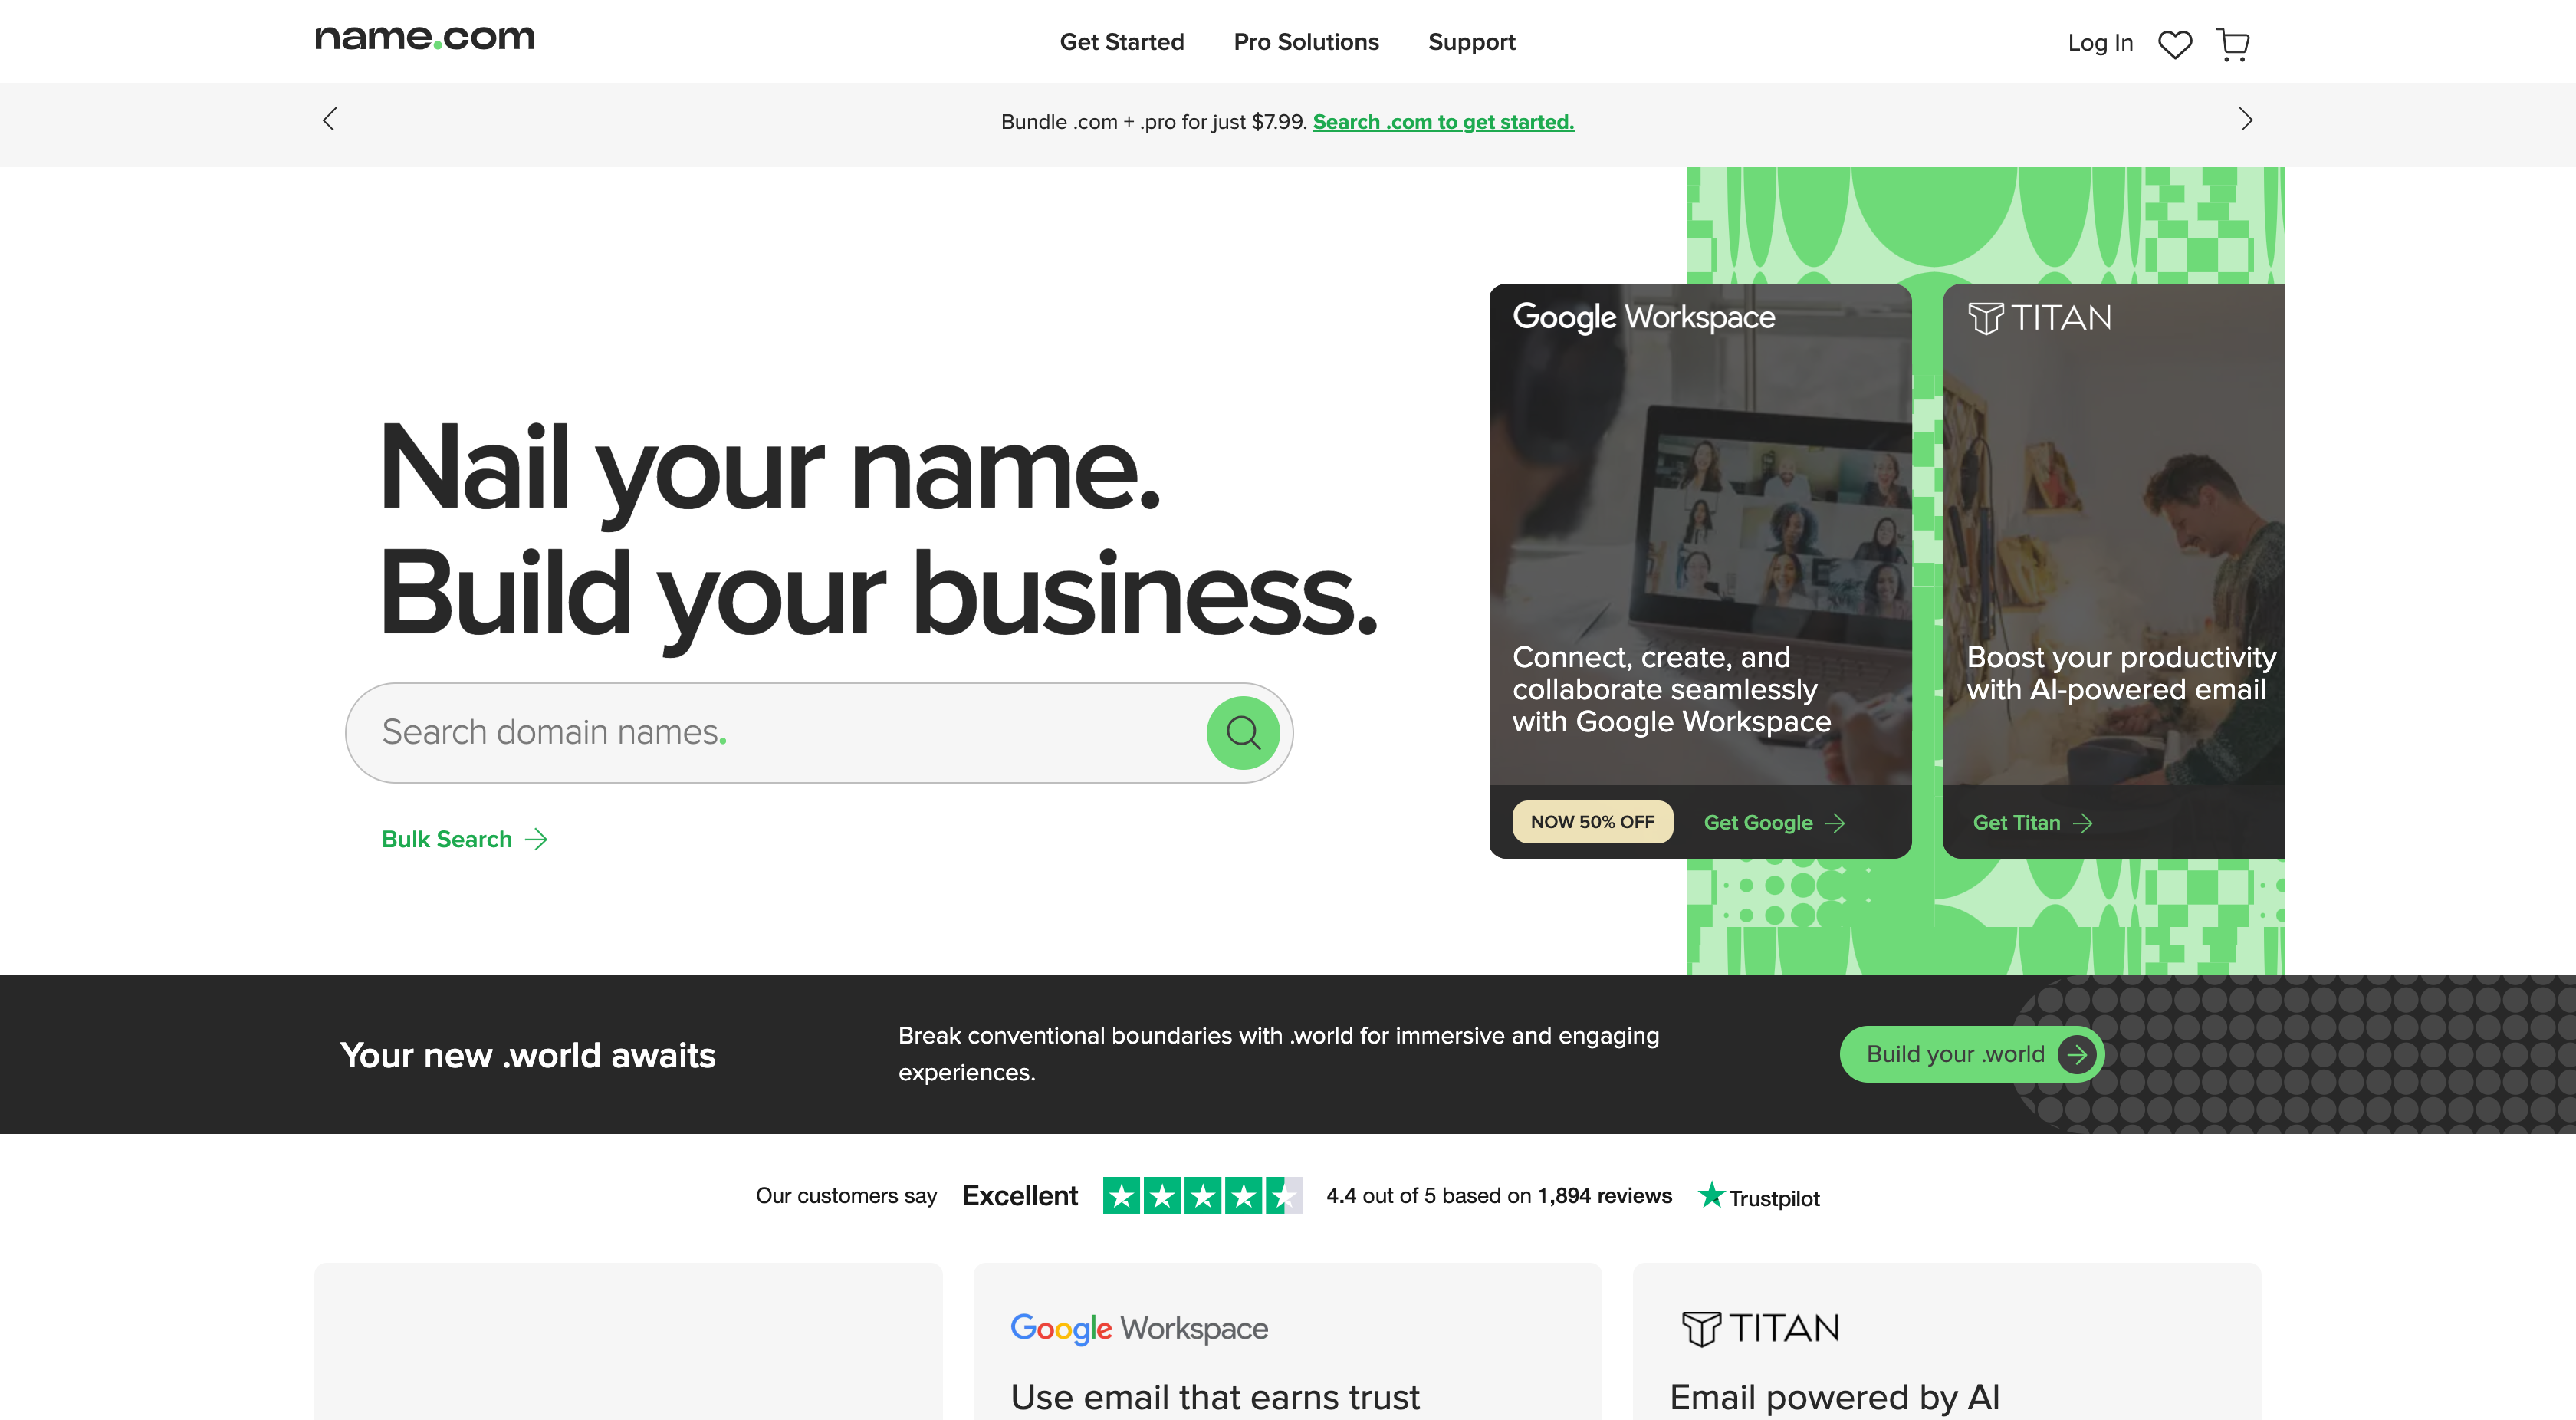 name.com
Get Started
Pro Solutions
Support
Log In
Bundle .com + .pro for just $7.99. Search .com to get started.
Nail your name.
Build your business.
Search domain names.
Bulk Search
Google Workspace
Connect, create, and
collaborate seamlessly
with Google Workspace
NOW 50% OFF
Get Google
TITAN
Boost your productivity
with AI-powered email
Get Titan
Your new .world awaits
Break conventional boundaries with .world for immersive and engaging
experiences.
Build your .world
Our customers say Excellent 4.4 out of 5 based on 1,894 reviews Trustpilot
Google Workspace
Use email that earns trust
TITAN
Email powered by AI